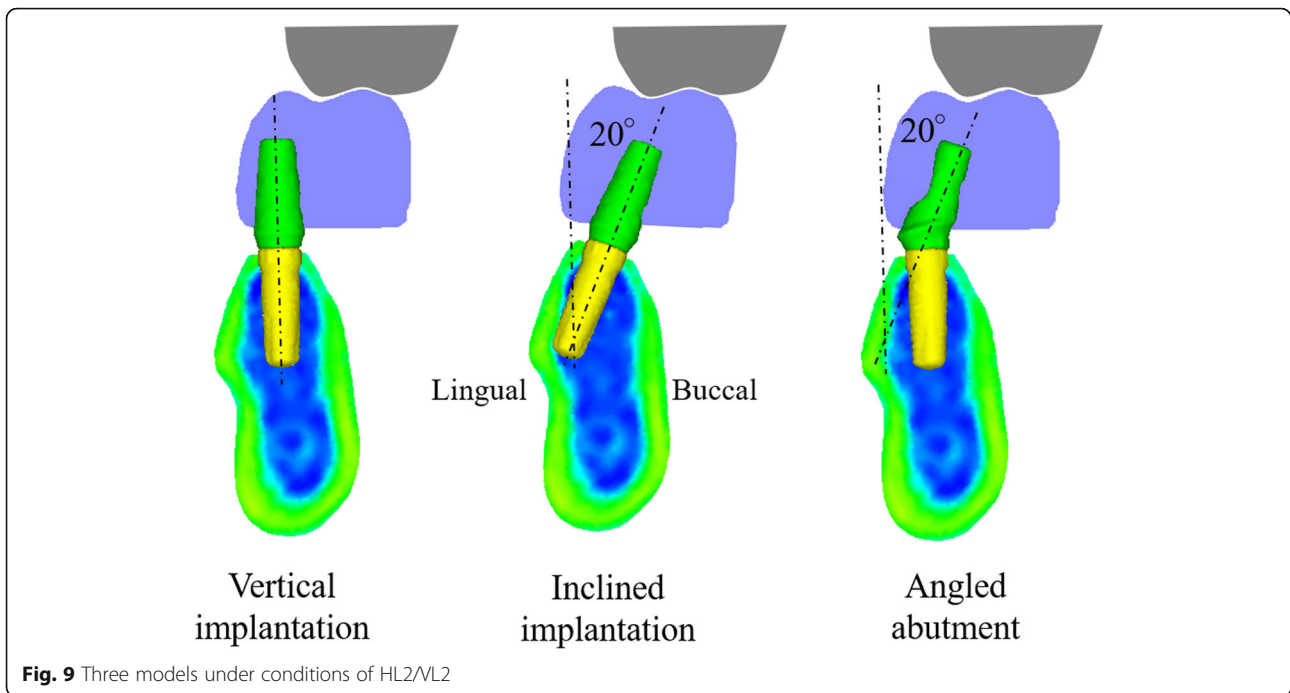 20°
20°
Lingual
Buccal
Vertical
implantation
Inclined
implantation
Angled
abutment
Fig. 9 Three models under conditions of HL2/VL2